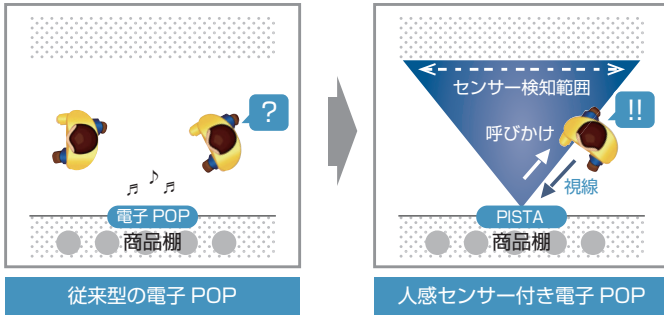 ?
♬ ♪ ♬
電子 POP
商品棚
従来型の電子 POP
センサー検知範囲
!!
呼びかけ
視線
PISTA
商品棚
人感センサー付き電子 POP